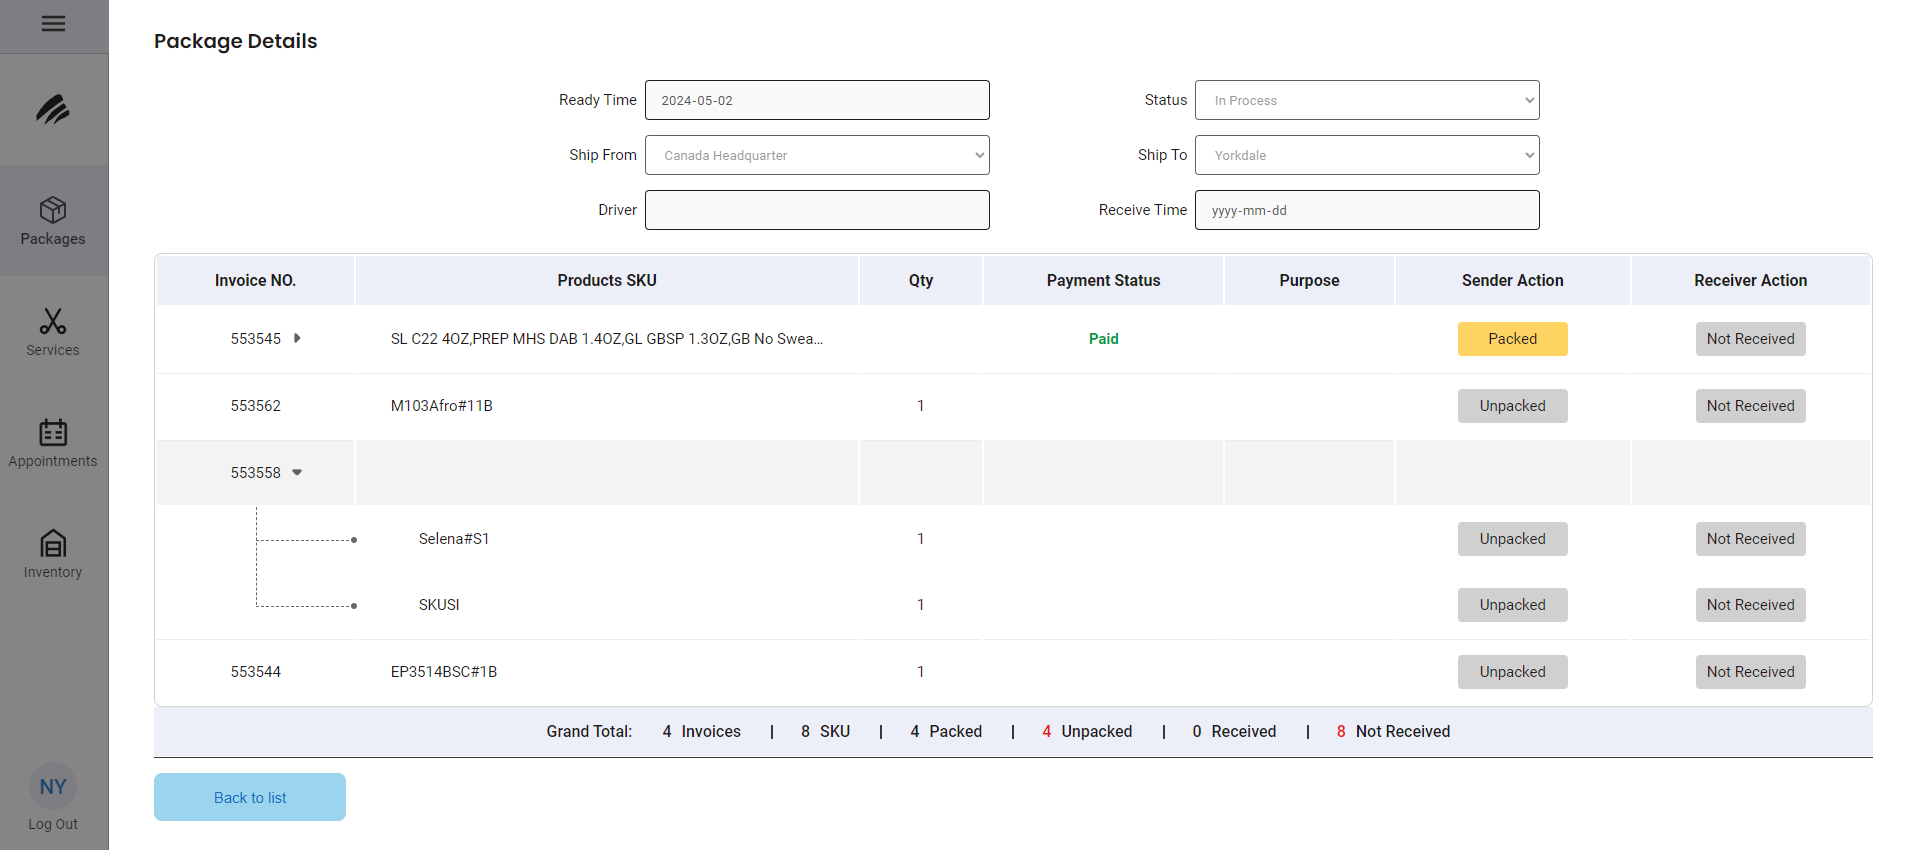 Package Details
Ready Time 2024-05-02 Status In Process
Ship From Canada Headquarter Ship To Yorkdale
Driver Receive Time yyyy-mm-dd
Packages
Services
Appointments
Inventory
NY
Log Out
Invoice NO. Products SKU Qty Payment Status Purpose Sender Action Receiver Action
553545 SL C22 4OZ,PREP MHS DAB 1.4OZ,GL GBSP 1.3OZ,GB No Swea... Paid Packed Not Received
553562 M103Afro#11B 1 Unpacked Not Received
553558
Selena#S1 1 Unpacked Not Received
SKUSI 1 Unpacked Not Received
553544 EP3514BSC#1B 1 Unpacked Not Received
Grand Total: 4 Invoices | 8 SKU | 4 Packed | 4 Unpacked | 0 Received | 8 Not Received
Back to list